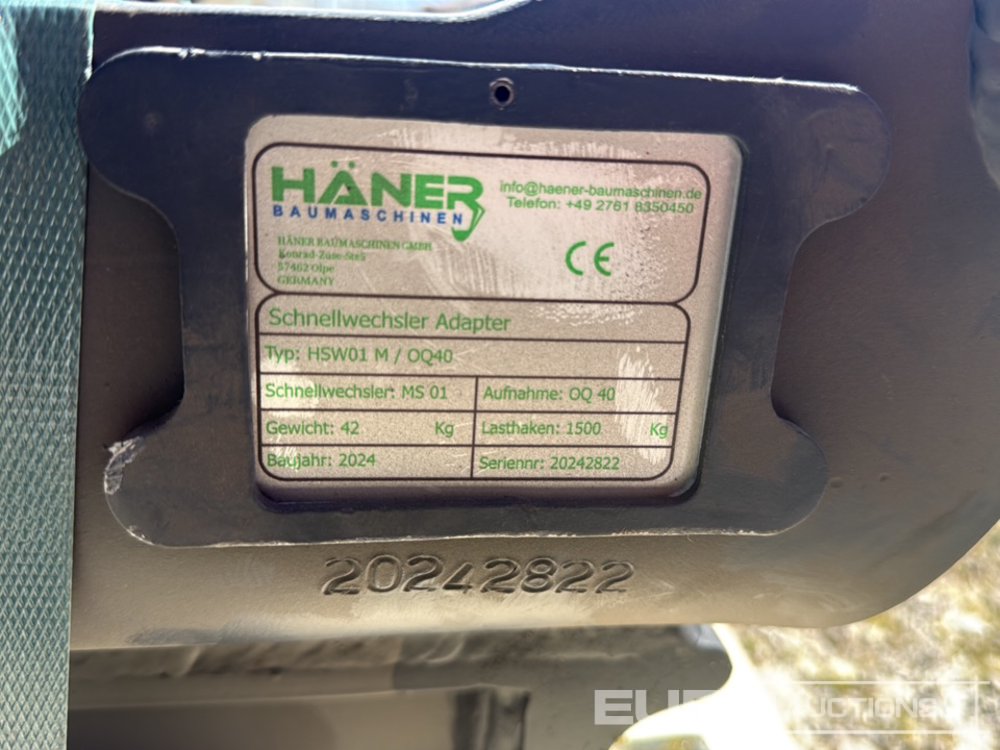 HÄNER
BAUMASCHINEN
info@haener-baumaschinen.de
Telefon: +49 2761 8350450
HÄNER BAUMASCHINEN GMBH
Konrad-Zuse-Str5
57462 Olpe
GERMANY
CE
Schnellwechsler Adapter
Typ: HSW01 M / OQ40
Schnellwechsler: MS 01
Aufnahme: OQ 40
Gewicht: 42 Kg
Lasthaken: 1500 Kg
Baujahr: 2024
Seriennr: 20242822
20242822